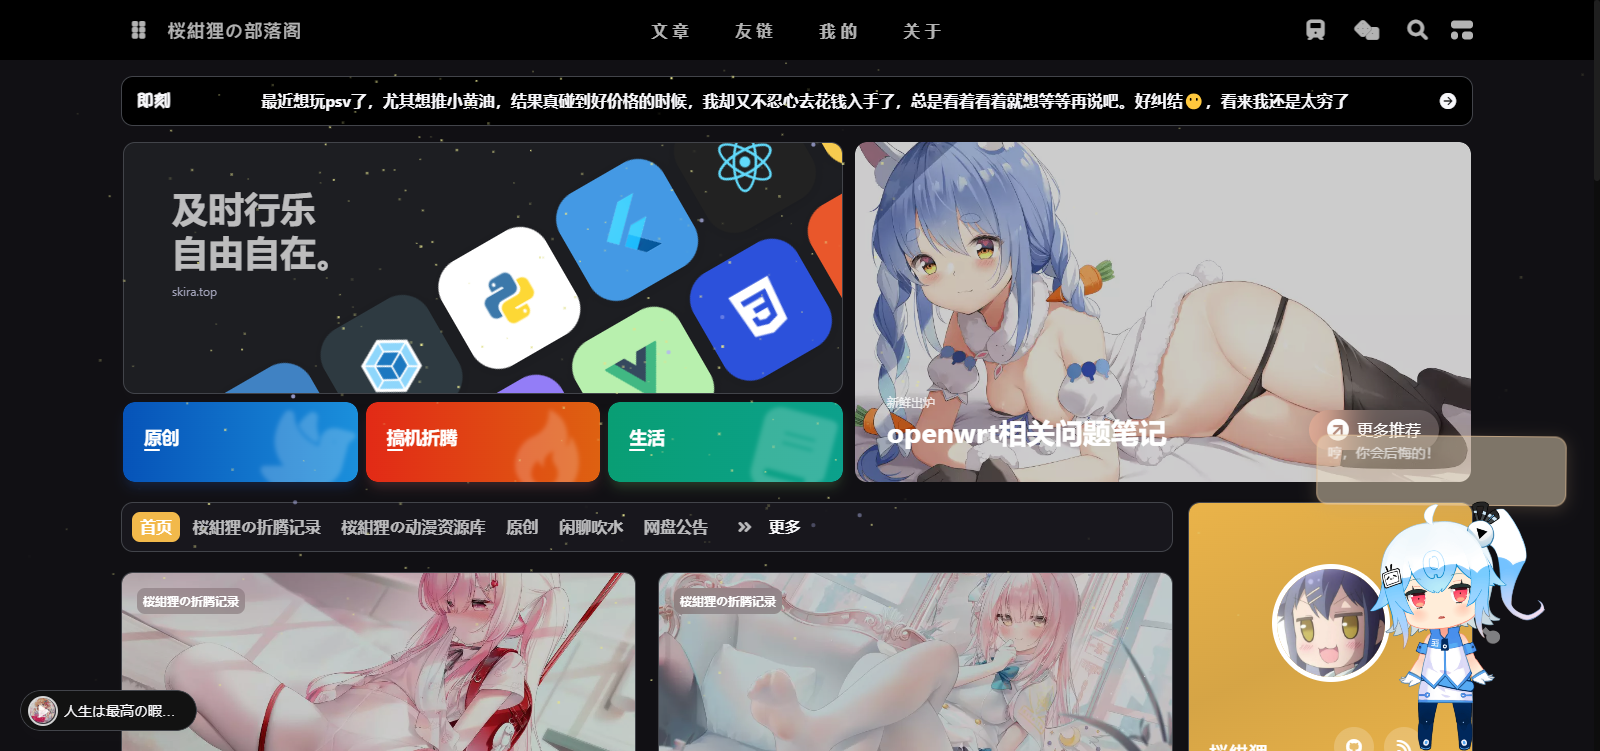 桜紺狸の部落阁
文章 友链 我的 关于
即刻 最近想玩psv了，尤其想推小黄油，结果真碰到好价格的时候，我却又不忍心去花钱入手了，总是看着看着就想等等再说吧。好纠结😶，看来我还是太穷了
及时行乐
自由自在。
skira.top
新鲜出炉
openwrt相关问题笔记
更多推荐
哼，你会后悔的！
原创
搞机折腾
生活
首页 桜紺狸の折腾记录 桜紺狸の动漫资源库 原创 闲聊吹水 网盘公告 更多
桜紺狸の折腾记录
桜紺狸の折腾记录
人生は最高の暇...
桜紺狸